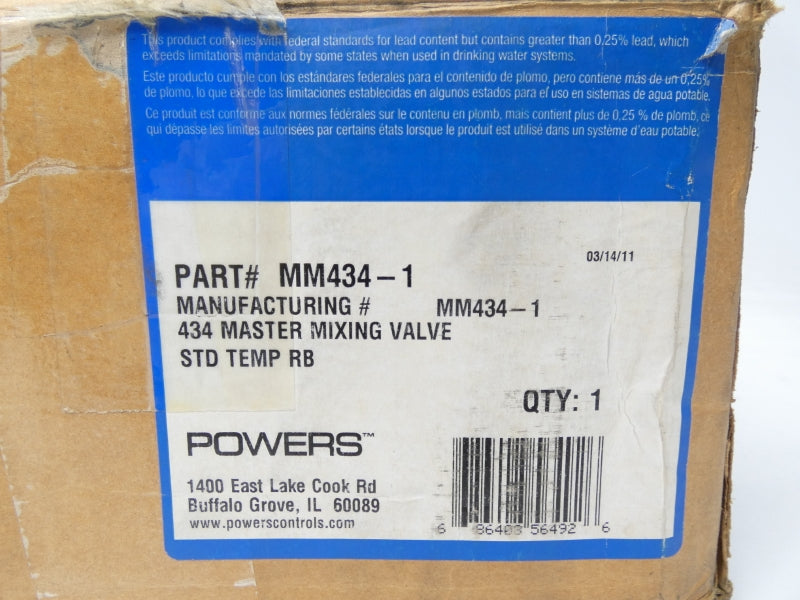 This product complies with federal standards for lead content but contains greater than 0.25% lead, which
exceeds limitations mandated by some states when used in drinking water systems.
Este producto cumple con los estándares federales para el contenido de plomo, pero contiene más de un 0,25%
de plomo, lo que excede las limitaciones establecidas en algunos estados para el uso en sistemas de agua potable.
Ce produit est conforme aux normes fédérales sur le contenu en plomb, mais contient plus de 0,25 % de plomb, ce
qui dépasse les limites autorisées par certains états lorsque le produit est utilisé dans un système d'eau potable.
03/14/11
PART# MM434-1
MANUFACTURING # MM434-1
434 MASTER MIXING VALVE
STD TEMP RB
QTY: 1
POWERS™
1400 East Lake Cook Rd
Buffalo Grove, IL 60089
www.powerscontrols.com
6 56492 6